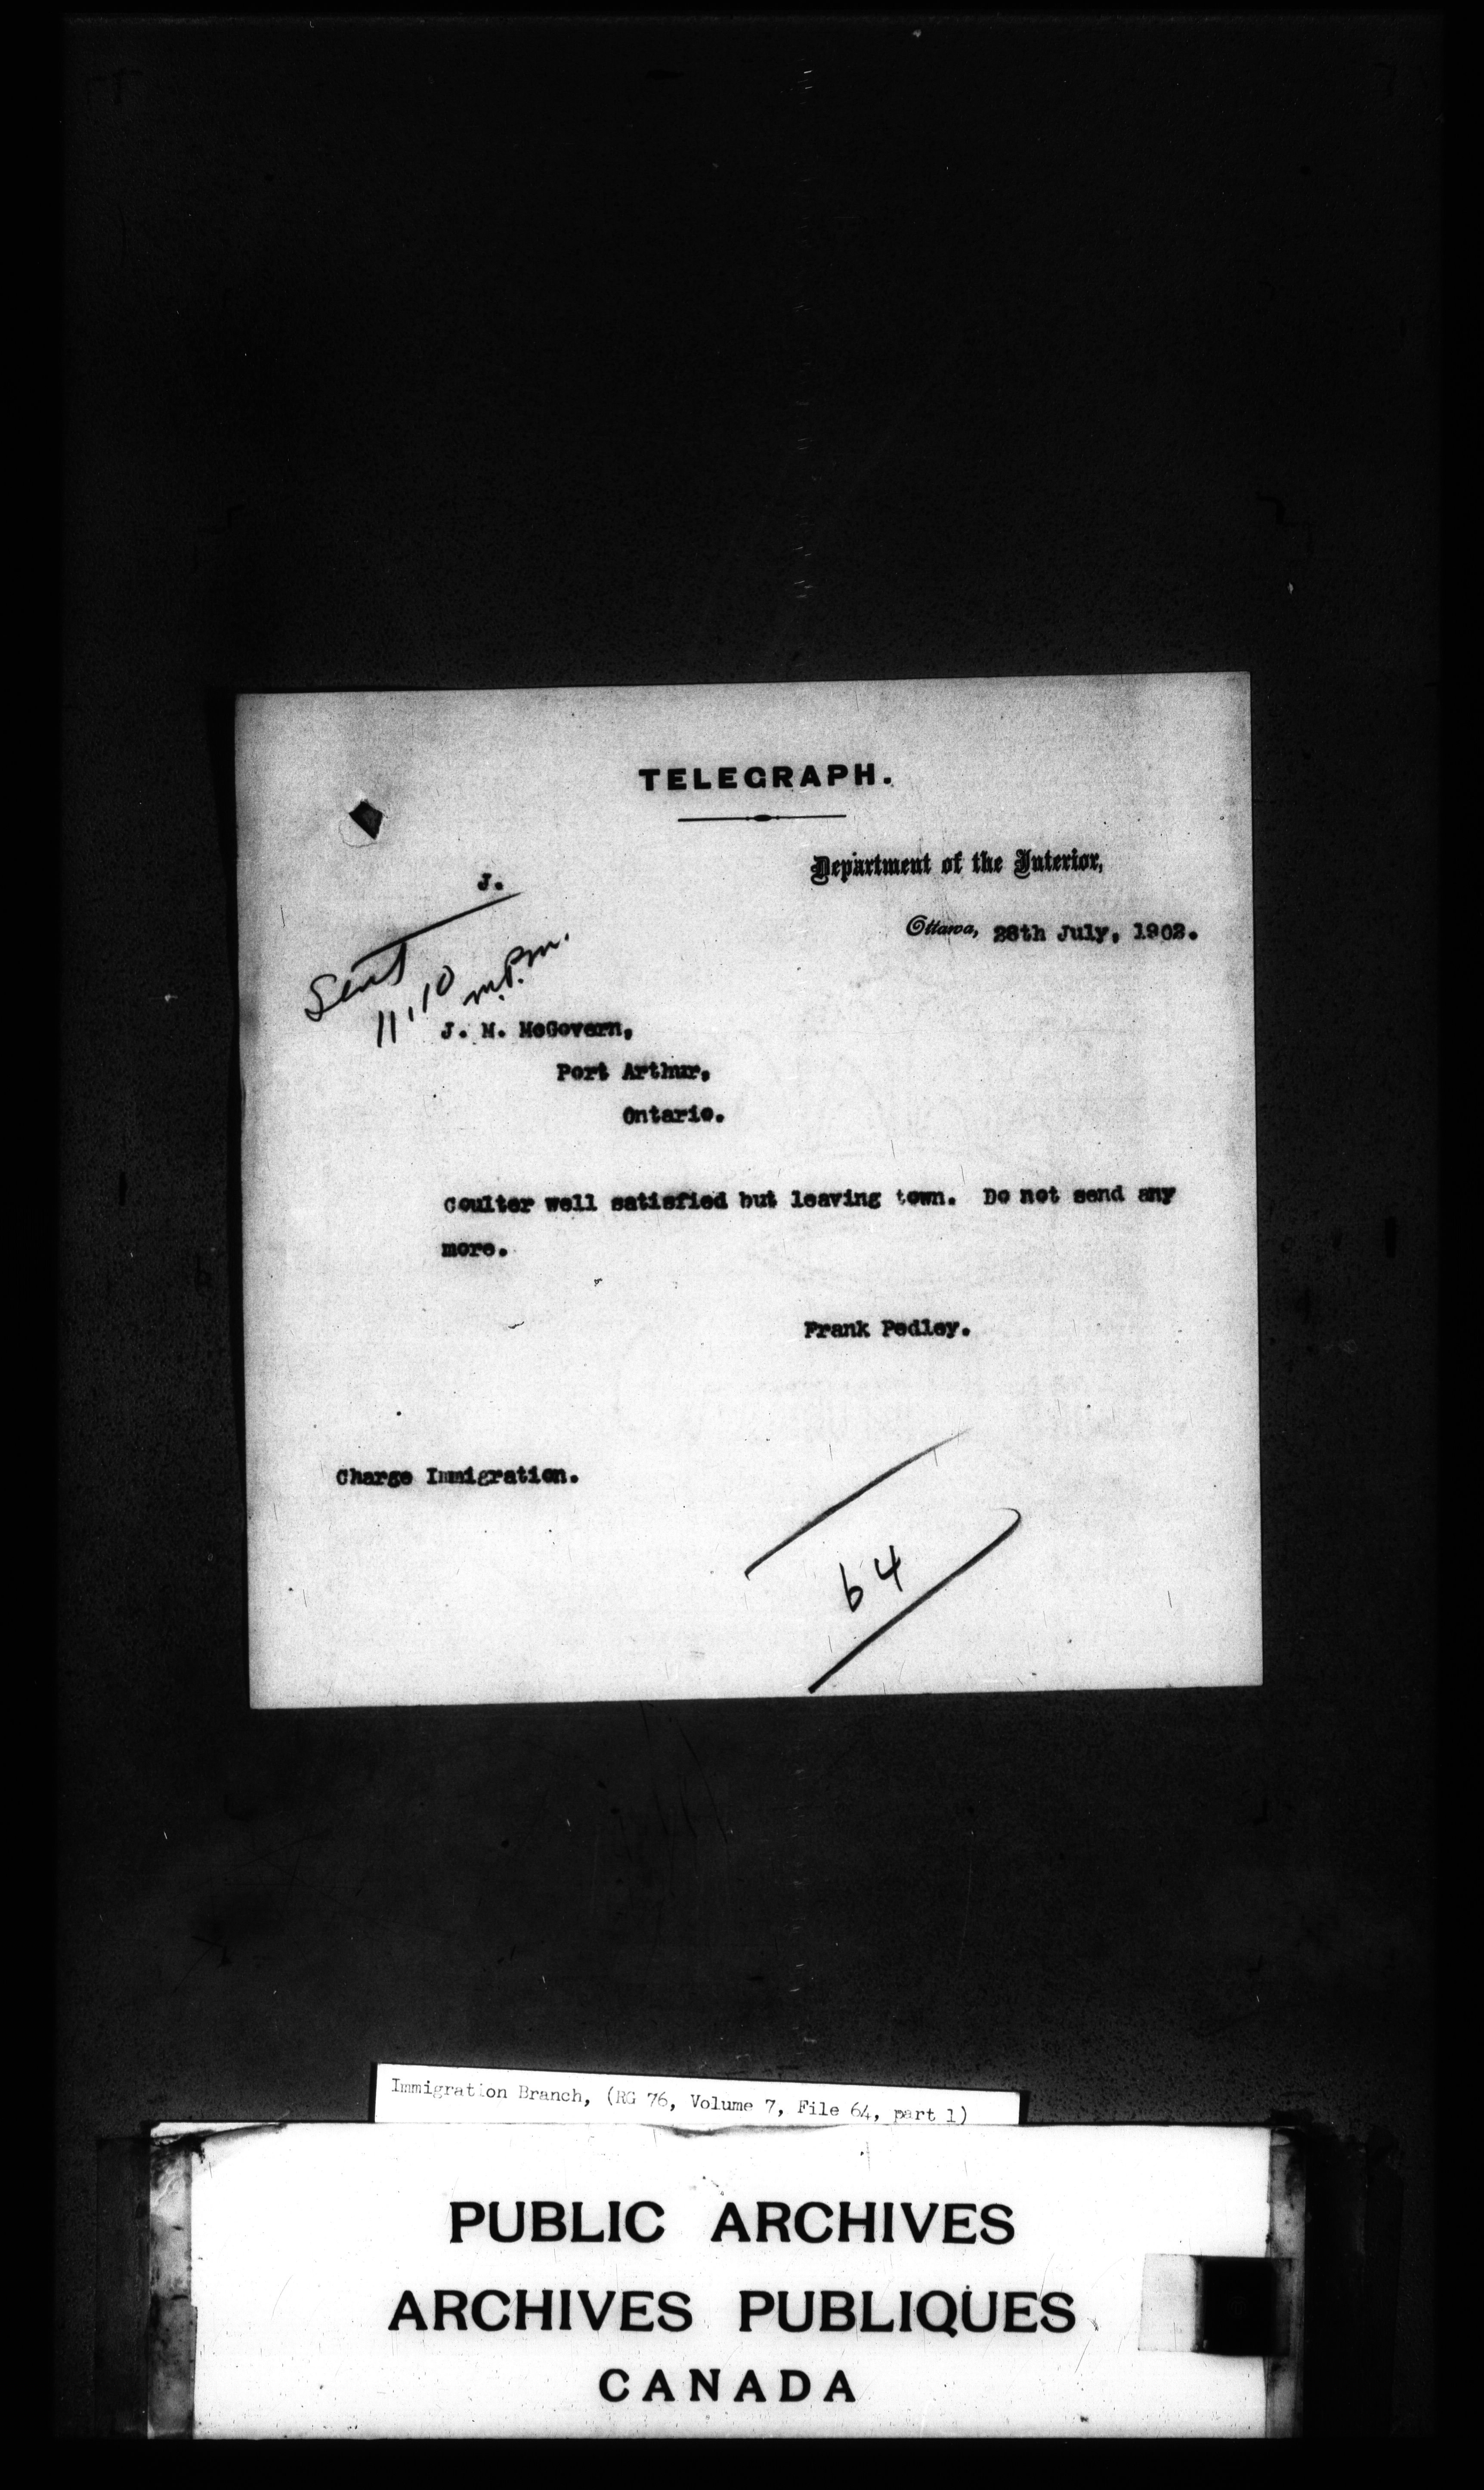 TELEGRAPH.
Department of the Interior,
J.
Ottawa, 28th July, 1902.
Sent
11.10
J. M. McGovern,
Port Arthur,
Ontario.
Coulter well satisfied but leaving town. Do not send any
more.
Frank Pedley.
Charge Immigration.
64
Immigration Branch, (RG 76, Volume 7, File 64, part 1)
PUBLIC ARCHIVES
ARCHIVES PUBLIQUES
CANADA